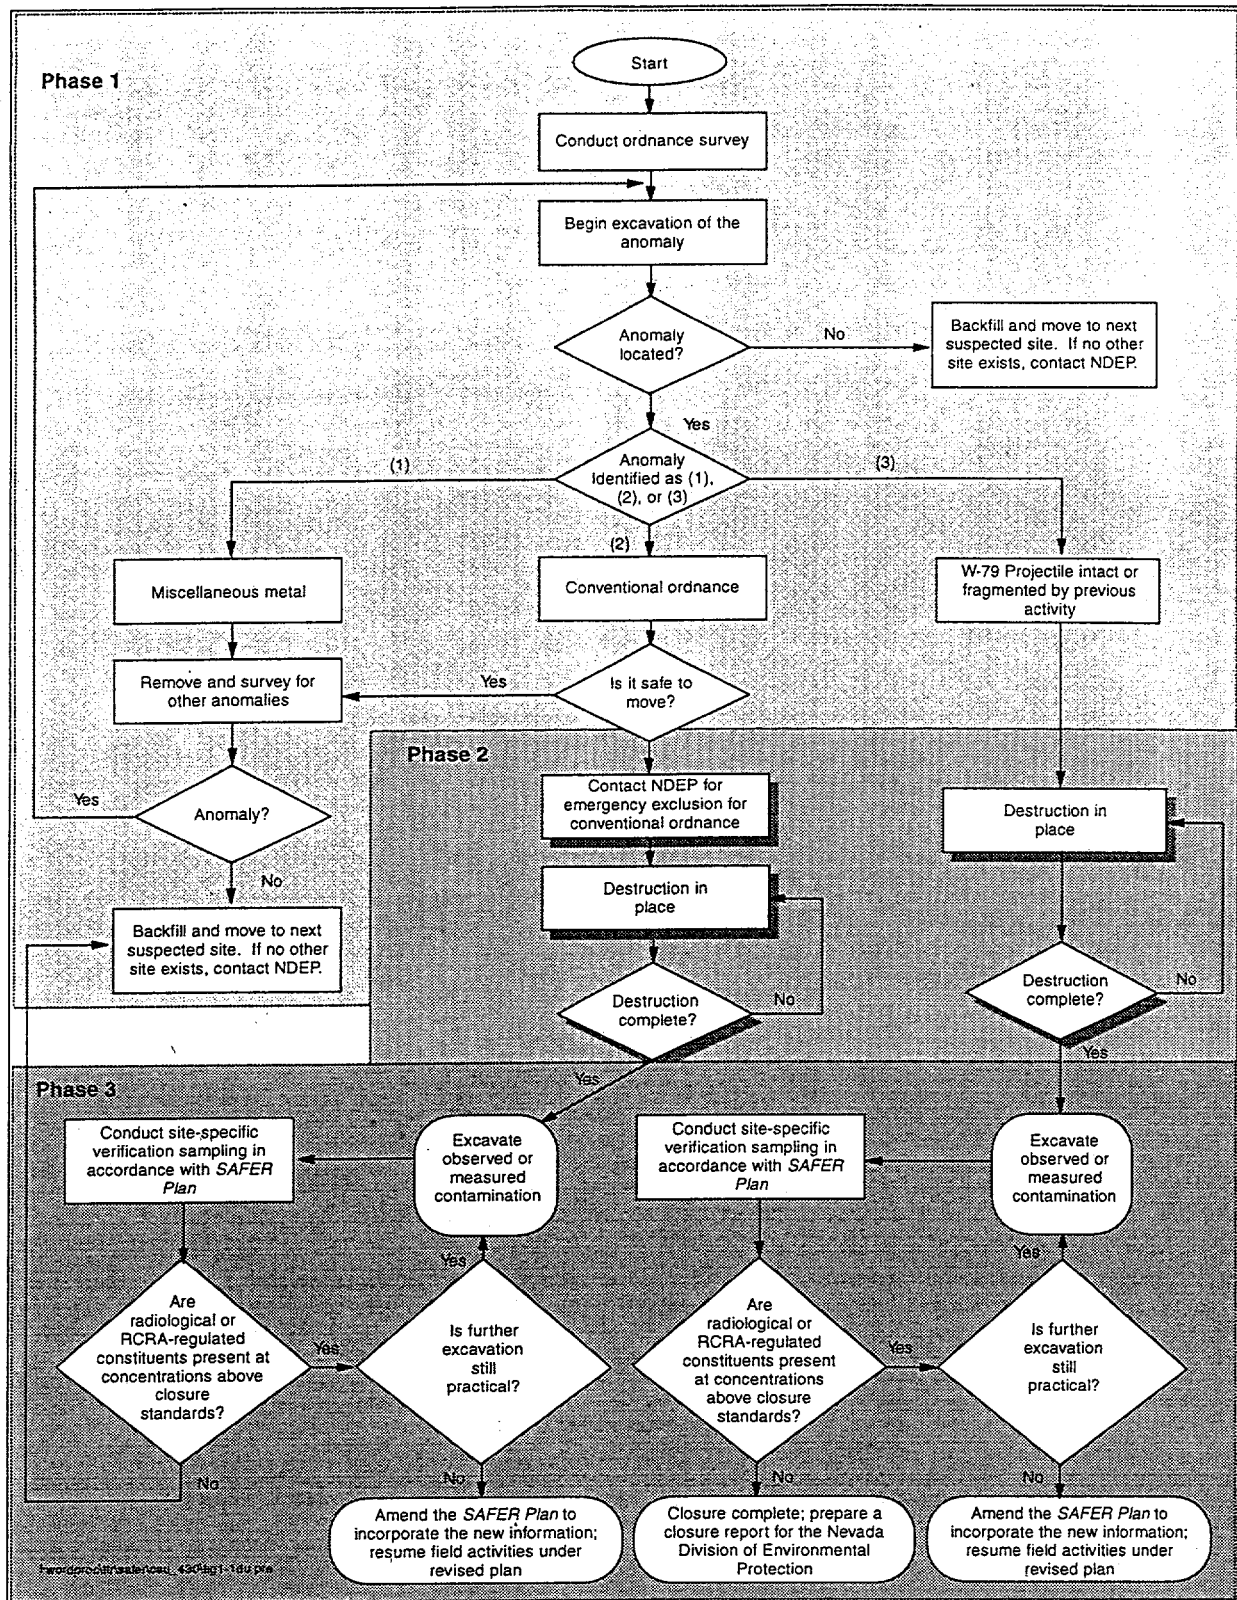 Phase 1
Start
Conduct ordnance survey
Begin excavation of the
anomaly
Anomaly
located?
No
Backfill and move to next
suspected site. If no other
site exists, contact NDEP.
Yes
Anomaly
Identified as (1),
(2), or (3)
(1)
(3)
(2)
Miscellaneous metal
Conventional ordnance
W-79 Projectile intact or
fragmented by previous
activity
Remove and survey for
other anomalies
Yes
Is it safe to
move?
Phase 2
Contact NDEP for
emergency exclusion for
conventional ordnance
Destruction in
place
Yes
Anomaly?
No
Destruction in
place
Backfill and move to next
suspected site. If no other
site exists, contact NDEP.
Destruction
complete?
No
Destruction
complete?
No
Yes
Yes
Phase 3
Conduct site-specific
verification sampling in
accordance with SAFER
Plan
Excavate
observed or
measured
contamination
Conduct site-specific
verification sampling in
accordance with SAFER
Plan
Excavate
observed or
measured
contamination
Yes
Yes
Are
radiological or
RCRA-regulated
constituents present at
concentrations above
closure
standards?
Yes
Is further
excavation
still
practical?
Are
radiological or
RCRA-regulated
constituents present
at concentrations
above closure
standards?
Yes
Is further
excavation
still
practical?
No
No
No
No
Amend the SAFER Plan to
incorporate the new information;
resume field activities under
revised plan
Closure complete; prepare a
closure report for the Nevada
Division of Environmental
Protection
Amend the SAFER Plan to
incorporate the new information;
resume field activities under
revised plan